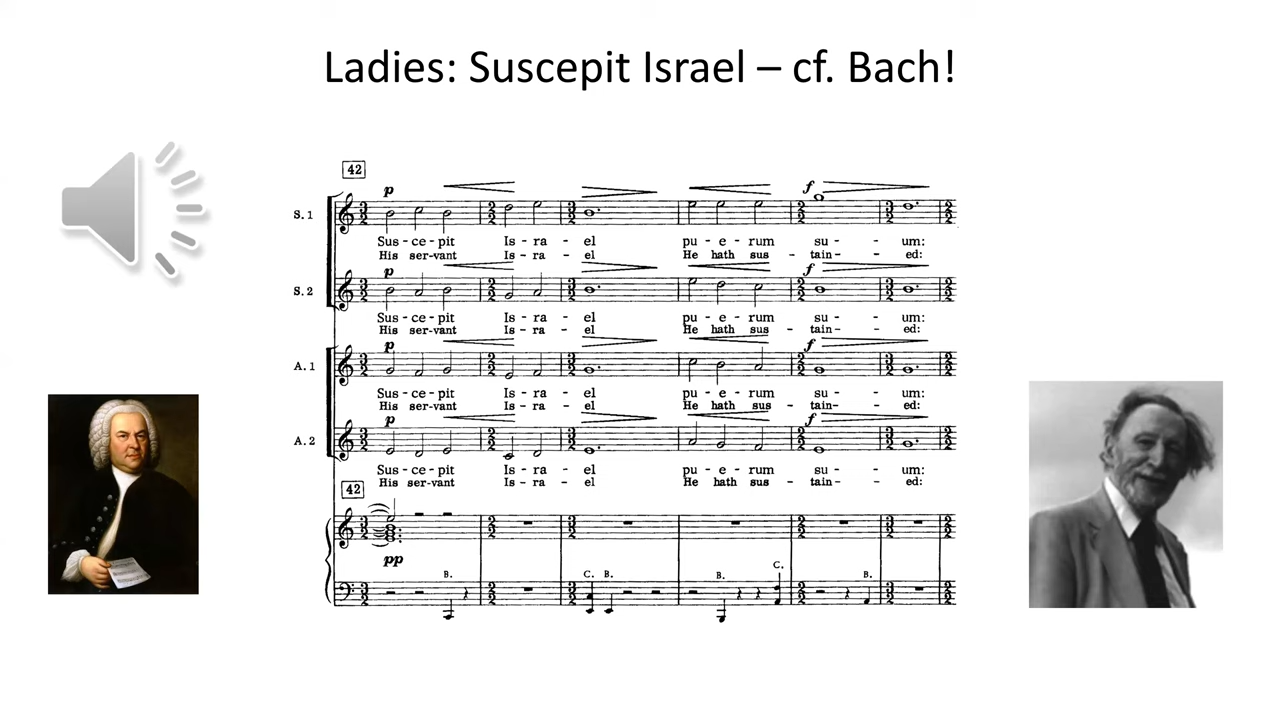 Ladies: Suscepit Israel – cf. Bach!
42
p f
S. 1
Sus - ce - pit Is - ra - el pu - e - rum su - - um:
His ser-vant Is - ra - el He hath sus - tain - - ed:
p f
S. 2
Sus - ce - pit Is - ra - el pu - e - rum su - - um:
His ser-vant Is - ra - el He hath sus - tain - - ed:
p f
A. 1
Sus - ce - pit Is - ra - el pu - e - rum su - - um:
His ser-vant Is - ra - el He hath sus - tain - - ed:
p f
A. 2
Sus - ce - pit Is - ra - el pu - e - rum su - - um:
His ser-vant Is - ra - el He hath sus - tain - - ed:
42
pp
B. C. B. B. C. B.